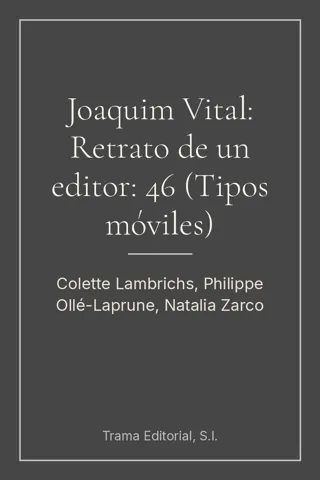 Joaquim Vital:
Retrato de un
editor: 46 (Tipos
móviles)
Colette Lambrichs, Philippe
Ollé-Laprune, Natalia Zarco
Trama Editorial, S.l.